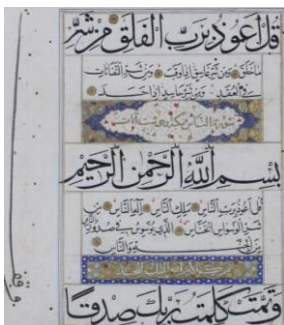 قل اعوذ برب الفلق من شر
ما خلق ومن شر غاسق اذا وقب ومن شر النفاثات
في العقد ومن شر حاسد اذا حسد
سورة الناس
بسم الله الرحمن الرحيم
قل اعوذ برب الناس ملك الناس اله الناس من
شر الوسواس الخناس الذي يوسوس في صدور الناس
من الجنة والناس
وتمت كلمت ربك صدقا